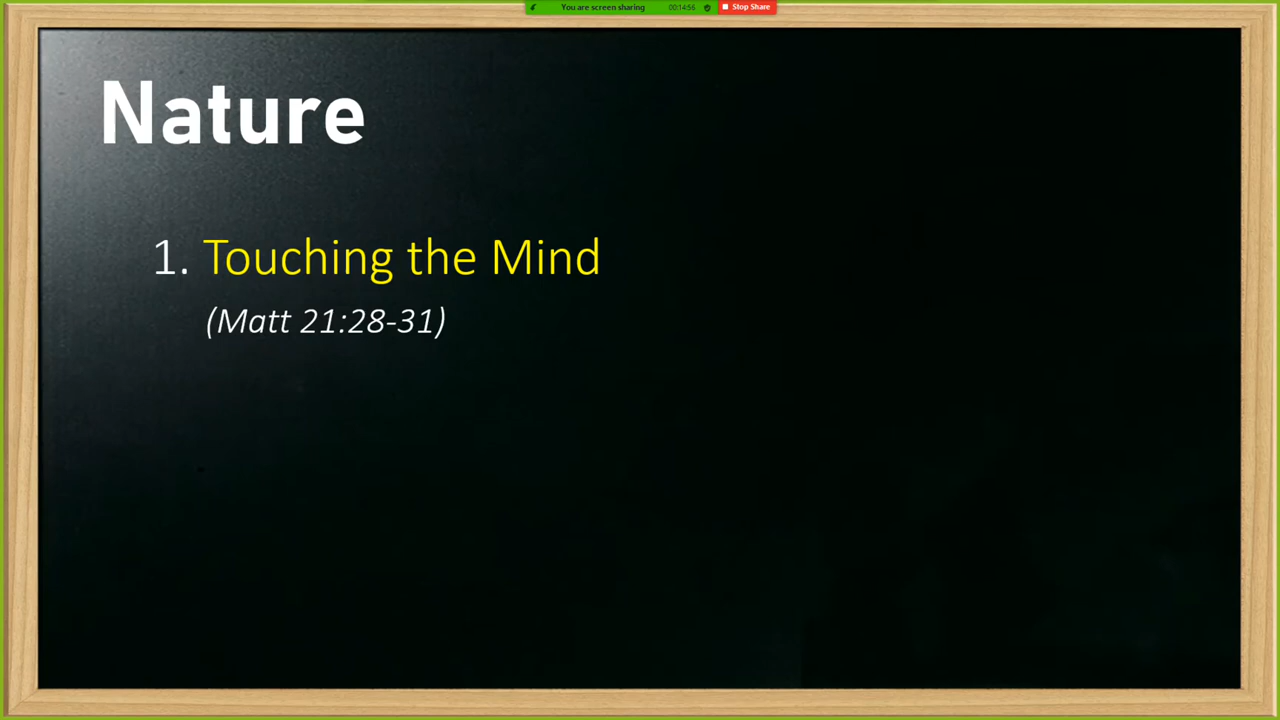 You are screen sharing 00:14:56 Stop Share
Nature
1. Touching the Mind
(Matt 21:28-31)